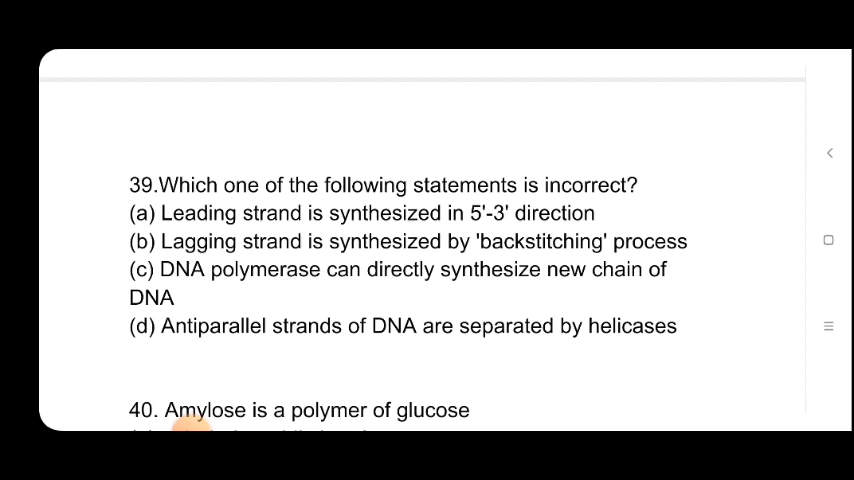 39.Which one of the following statements is incorrect?
(a) Leading strand is synthesized in 5'-3' direction
(b) Lagging strand is synthesized by 'backstitching' process
(c) DNA polymerase can directly synthesize new chain of
DNA
(d) Antiparallel strands of DNA are separated by helicases
40. Amylose is a polymer of glucose